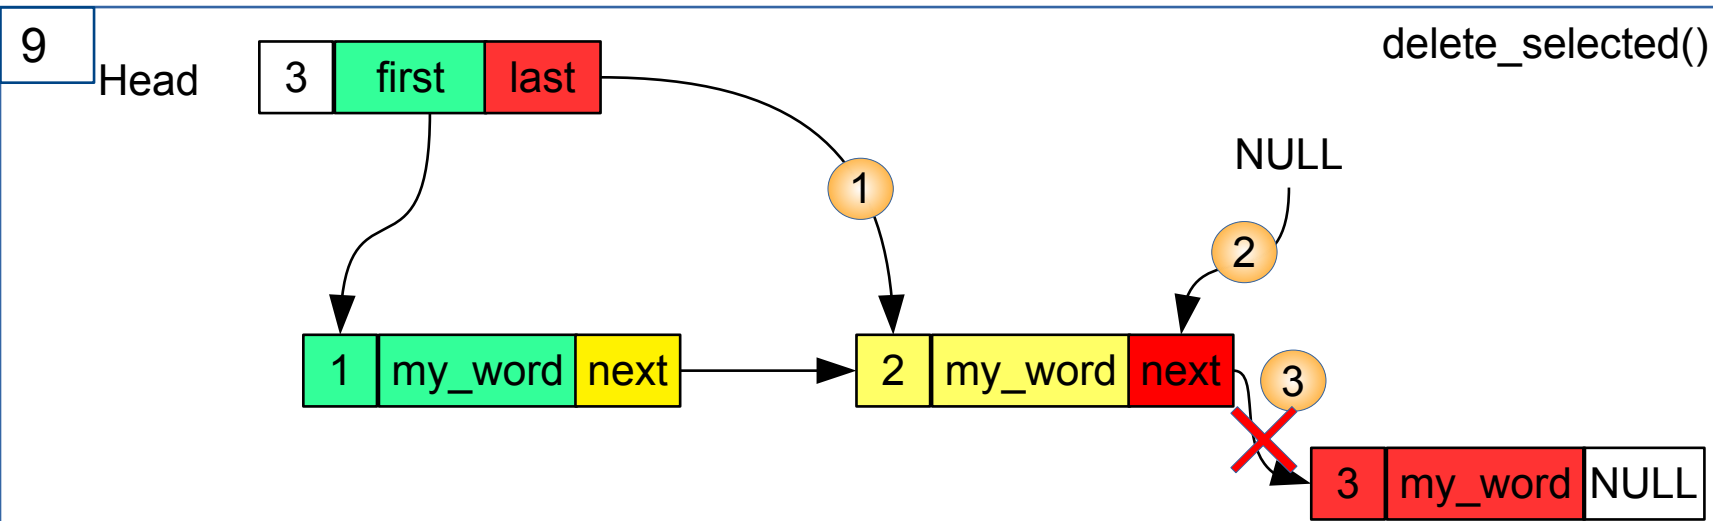 9
delete_selected()
Head
3 first last
NULL
1
2
1 my_word next
2 my_word next
3
3 my_word NULL